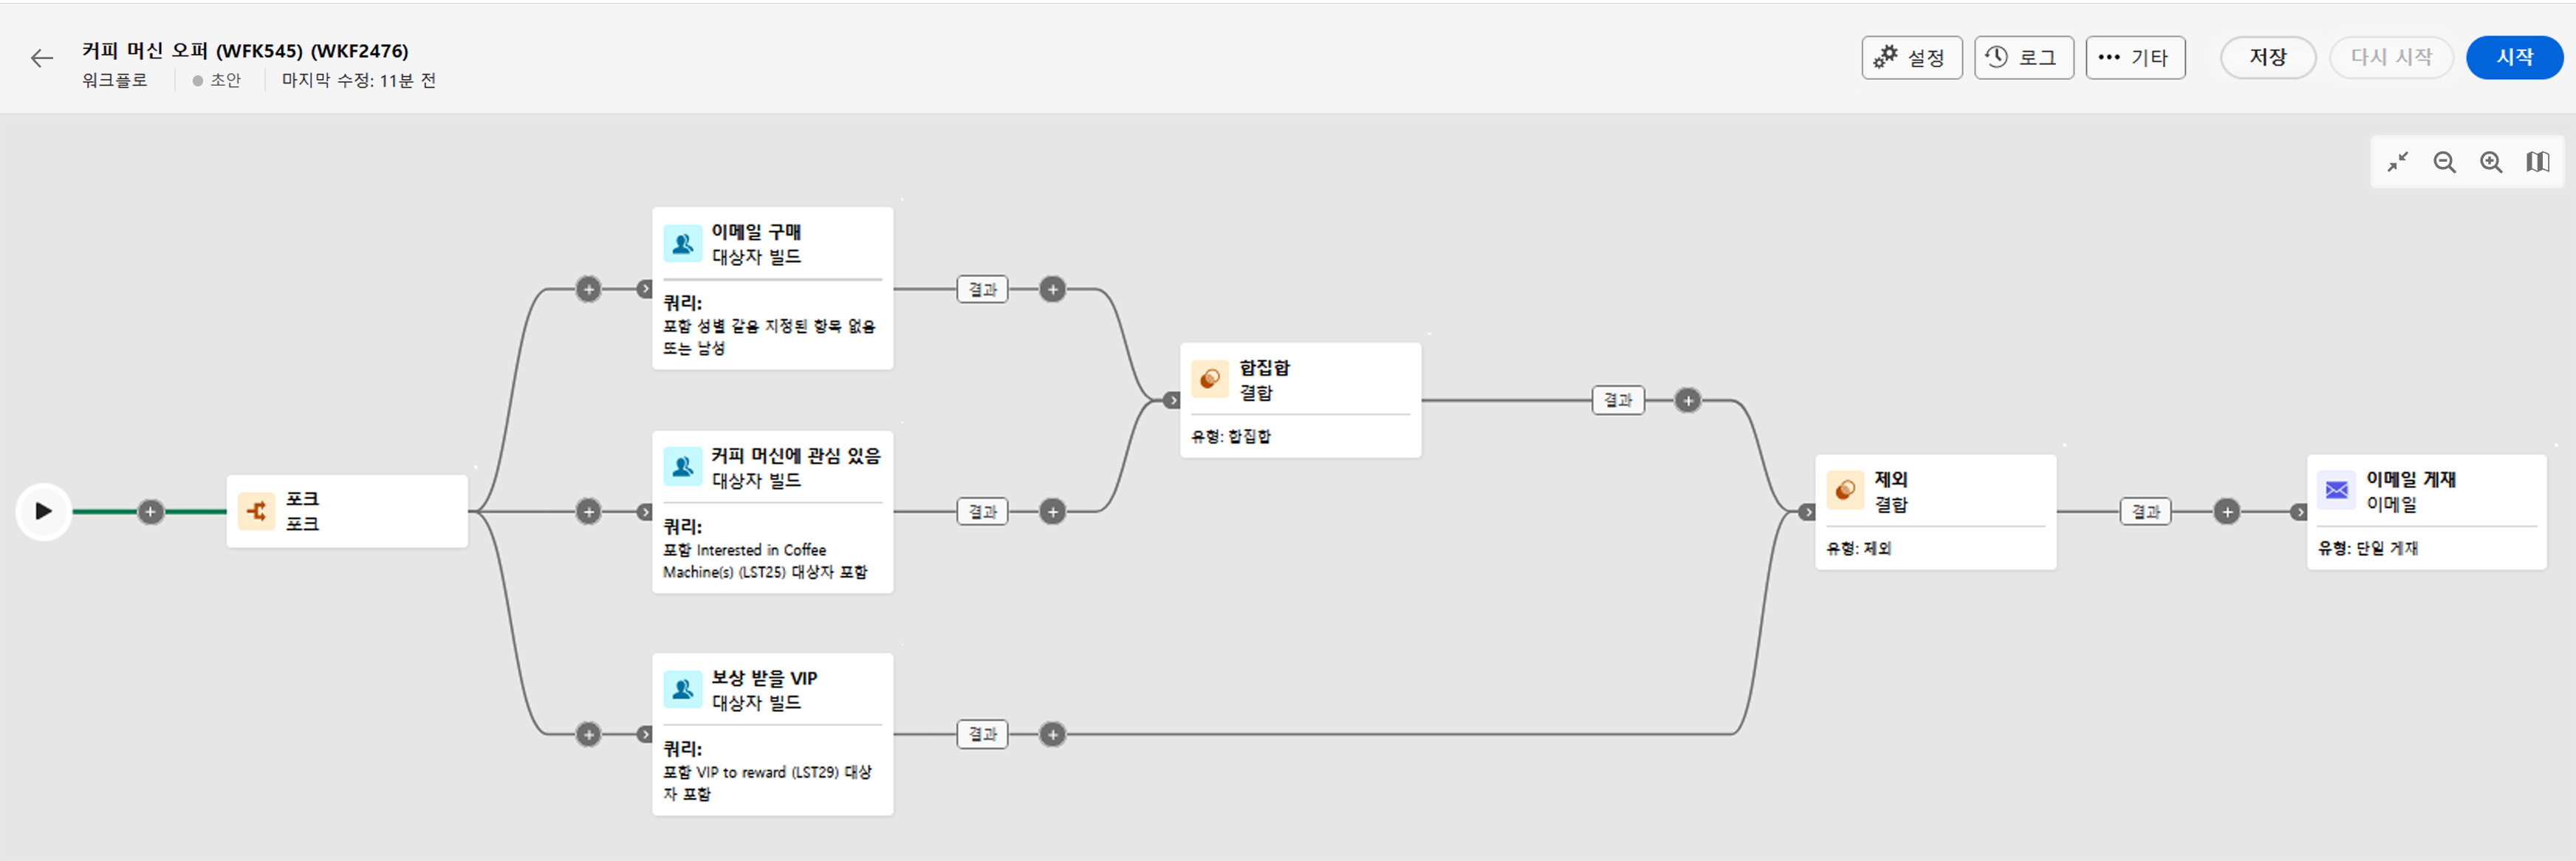 커피 머신 오퍼 (WFK545) (WKF2476)
워크플로 초안 마지막 수정: 11분 전
설정 로그 기타 저장 다시 시작 시작
이메일 구매
대상자 빌드
쿼리:
포함 성별 같음 지정된 항목 없음
또는 남성
결과
합집합
결합
유형: 합집합
결과
커피 머신에 관심 있음
대상자 빌드
쿼리:
포함 Interested in Coffee
Machine(s) (LST25) 대상자 포함
결과
포크
포크
제외
결합
유형: 제외
결과
이메일 게재
이메일
유형: 단일 게재
보상 받을 VIP
대상자 빌드
쿼리:
포함 VIP to reward (LST29) 대상
자 포함
결과